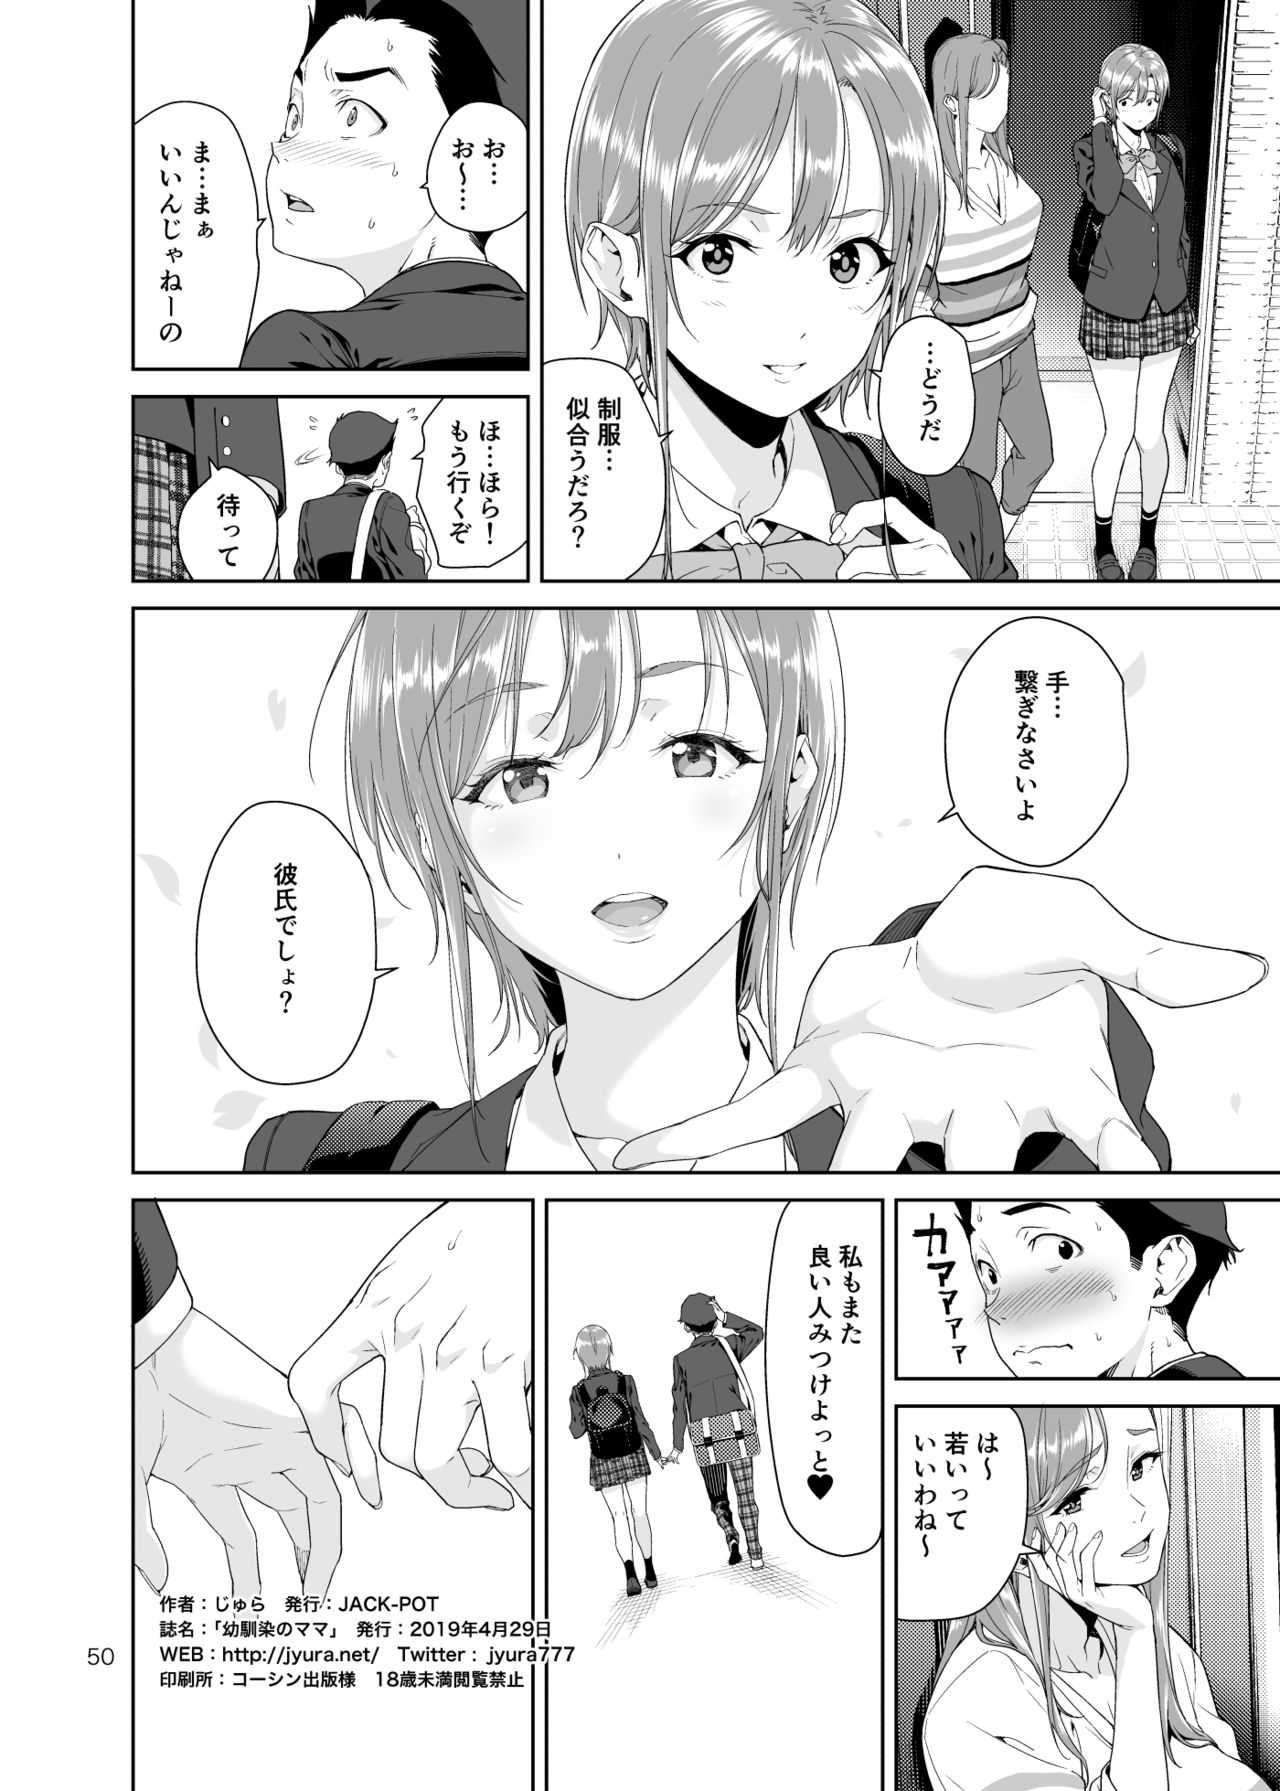 …どうだ
制服…
似合うだろ?
お…
お〜…
ま…まぁ
いいんじゃねーの
ほ…ほら!
もう行くぞ
待って
手…
繋ぎなさいよ
彼氏でしょ?
カァァァァァァ
は〜
若いって
いいわね〜
私もまた
良い人みつけよっと♥
作者：じゅら　発行：JACK-POT
誌名：「幼馴染のママ」　発行：2019年4月29日
WEB：http://jyura.net/　Twitter：jyura777
印刷所：コーシン出版様　18歳未満閲覧禁止
50